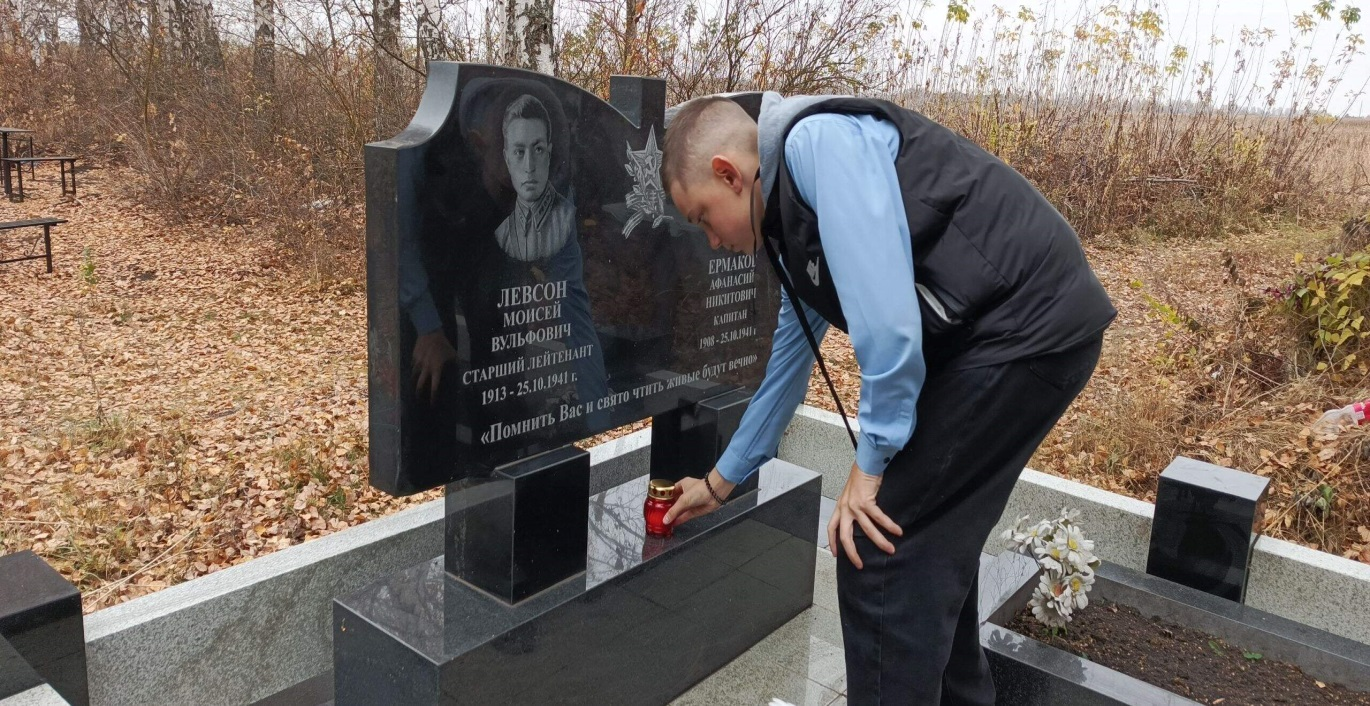 ЛЕВСОН
МОИСЕЙ
ВУЛЬФОВИЧ
СТАРШИЙ ЛЕЙТЕНАНТ
1913 - 25.10.1941 г.
ЕРМАКОВ
АФАНАСИЙ
НИКИТОВИЧ
КАПИТАН
1908 - 25.10.1941
«Помнить Вас и свято чтить живые будут вечно»